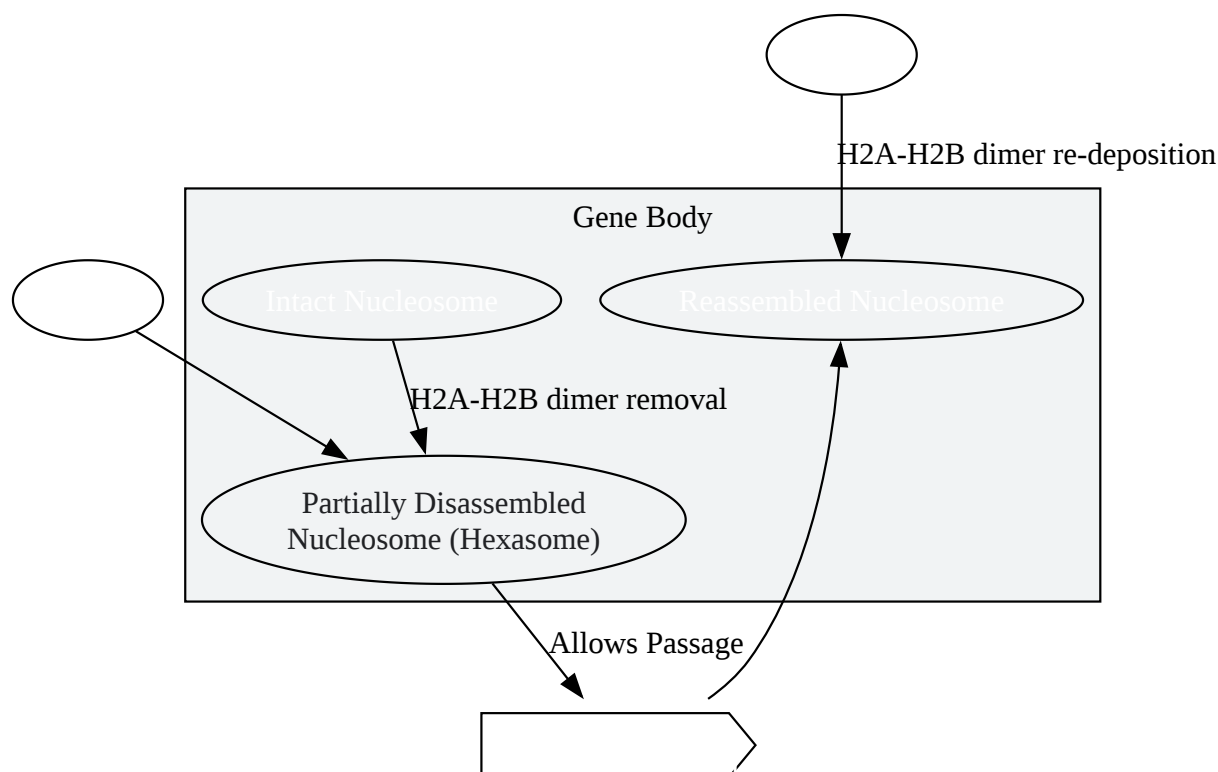 H2A-H2B dimer re-deposition
Gene Body
Intact Nucleosome
Reassembled Nucleosome
H2A-H2B dimer removal
Partially Disassembled
Nucleosome (Hexasome)
Allows Passage